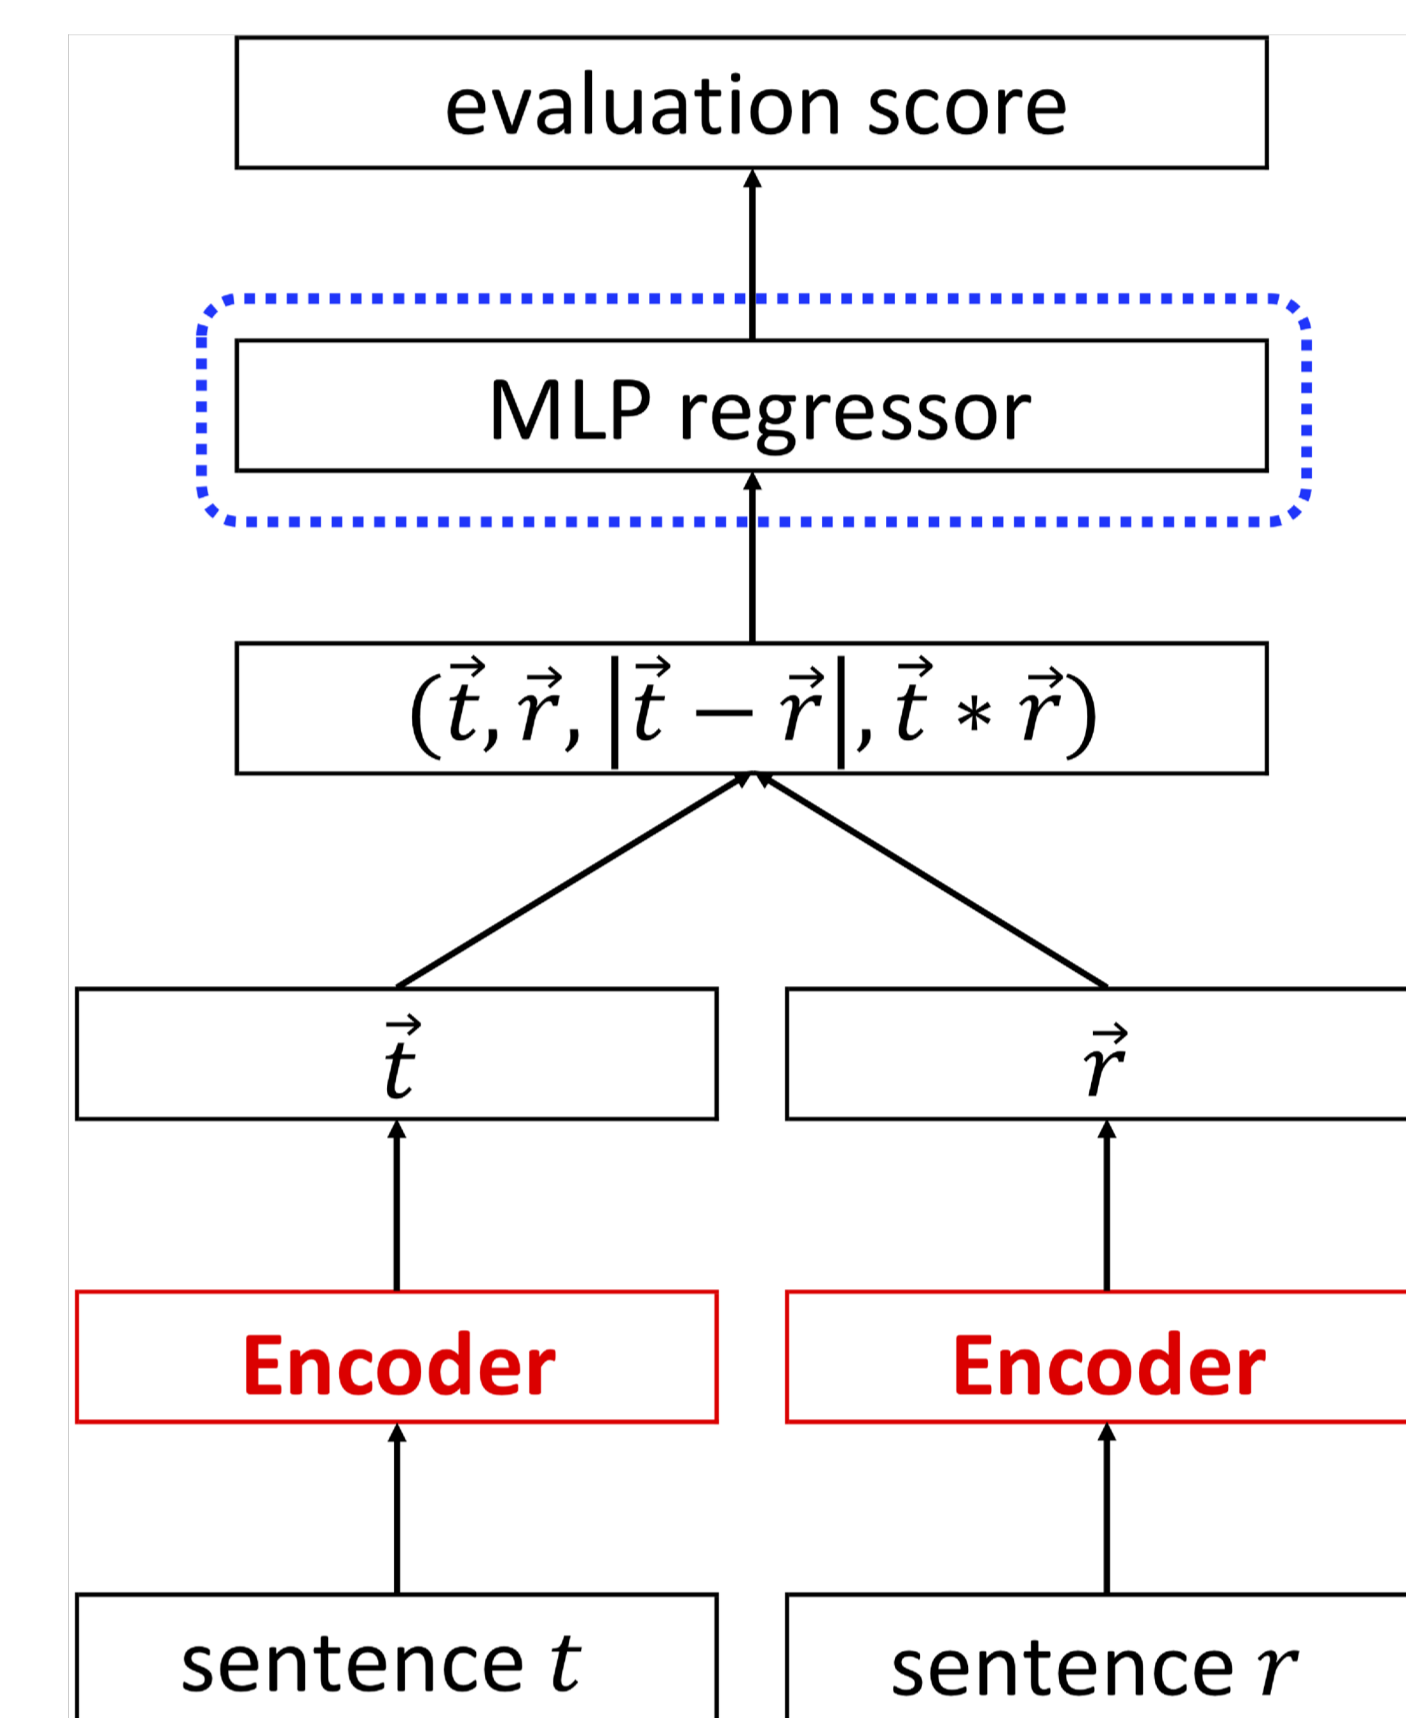 evaluation score
MLP regressor
(t⃗, r⃗, |t⃗ − r⃗|, t⃗ ∗ r⃗)
t⃗ r⃗
Encoder Encoder
sentence t sentence r